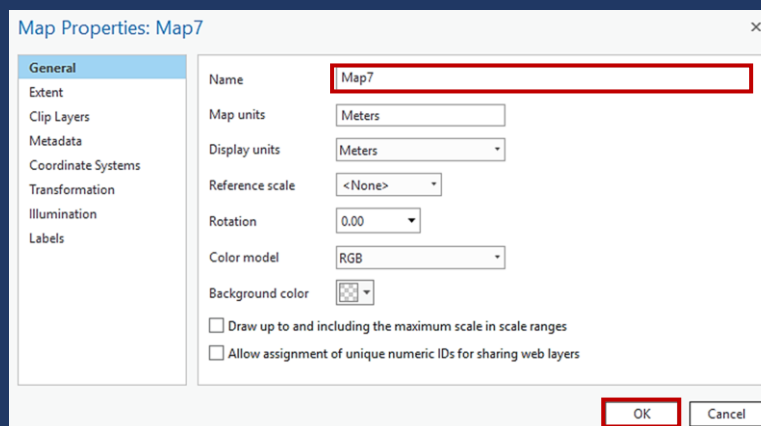 Map Properties: Map7
General
Extent
Clip Layers
Metadata
Coordinate Systems
Transformation
Illumination
Labels
Name Map7
Map units Meters
Display units Meters
Reference scale <None>
Rotation 0.00
Color model RGB
Background color
Draw up to and including the maximum scale in scale ranges
Allow assignment of unique numeric IDs for sharing web layers
OK Cancel